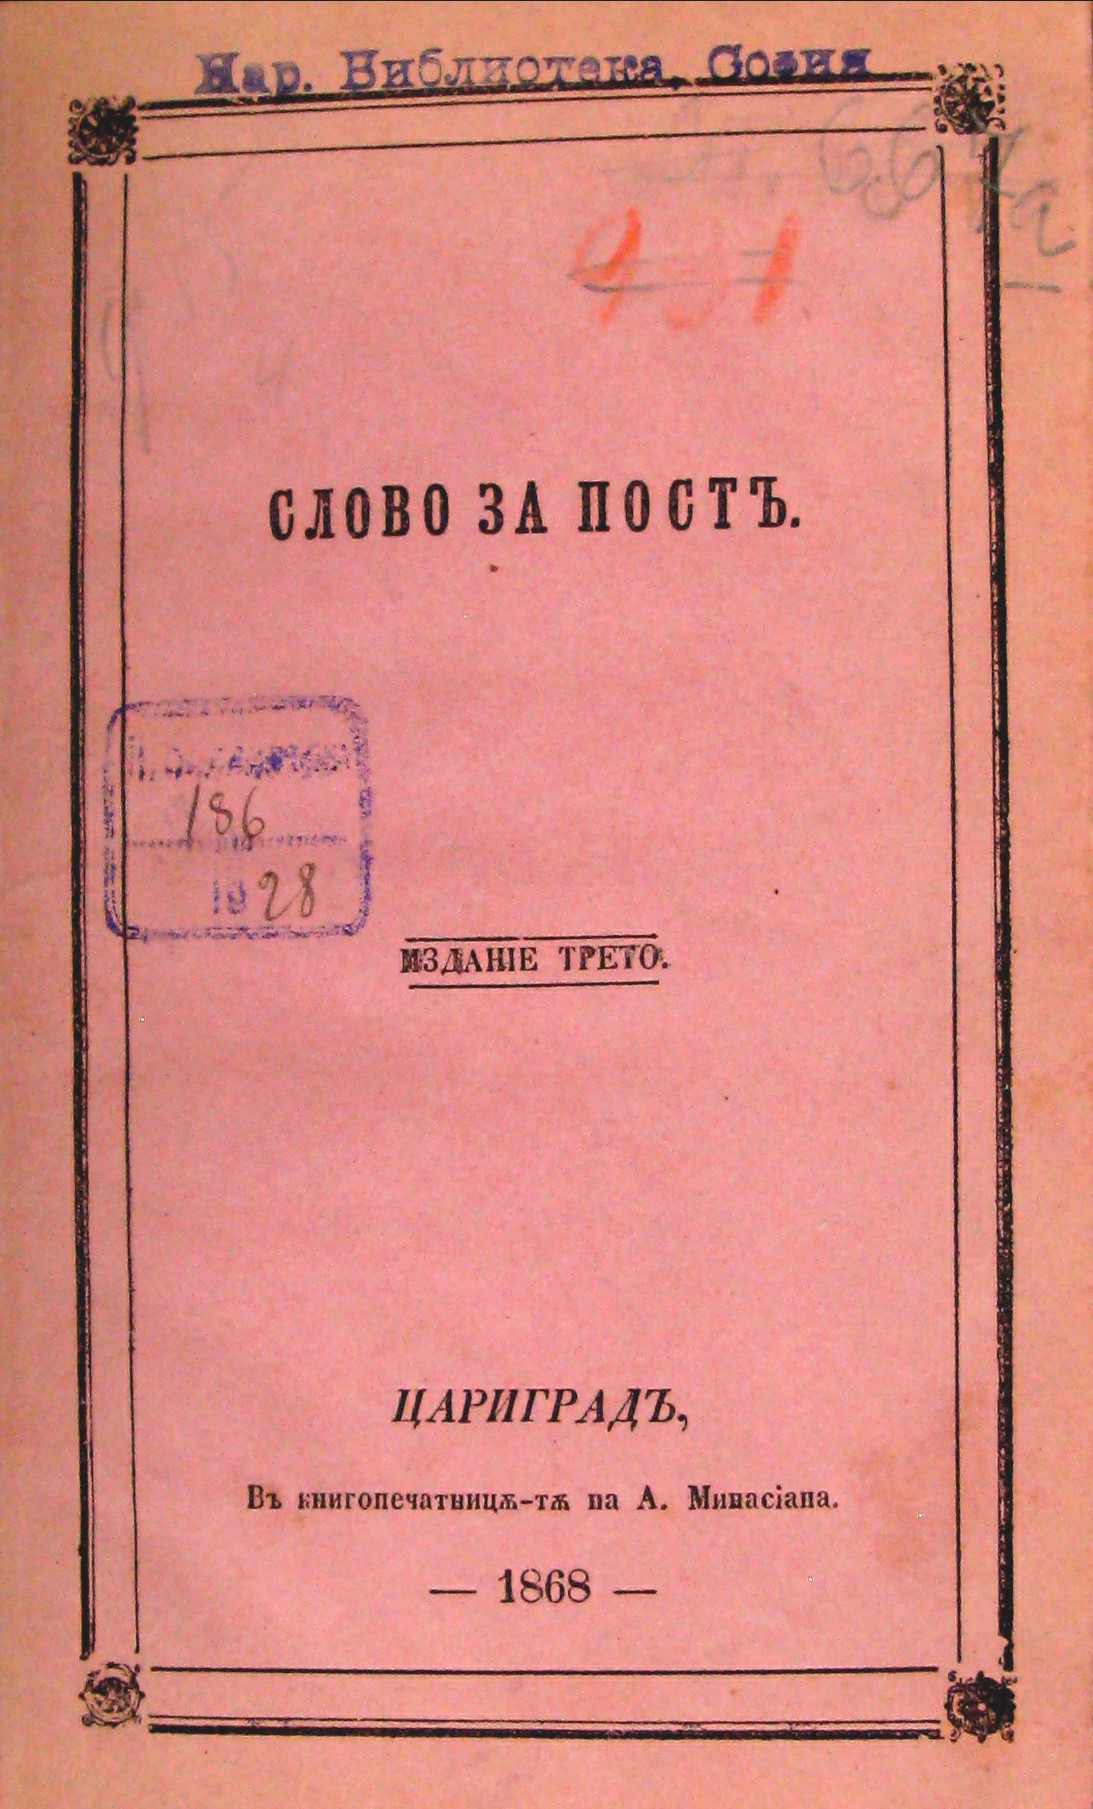 Нар. Библиотека, София
СЛОВО ЗА ПОСТЪ.
186
1928
ИЗДАНІЕ ТРЕТО.
ЦАРИГРАДЪ,
Въ книгопечатницѫ-тѫ на А. Минасіана.
— 1868 —